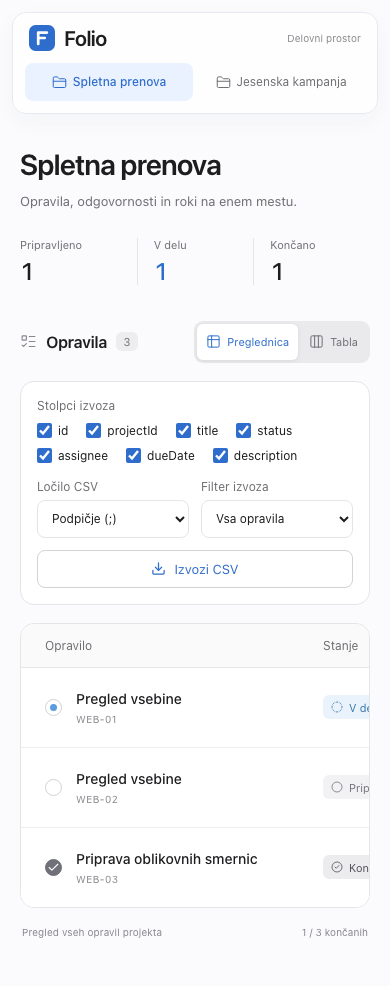 F Folio
Delovni prostor
Spletna prenova
Jesenska kampanja
Spletna prenova
Opravila, odgovornosti in roki na enem mestu.
Pripravljeno
V delu
Končano
1
1
1
Opravila 3
Preglednica
Tabla
Stolpci izvoza
id projectId title status
assignee dueDate description
Ločilo CSV
Filter izvoza
Podpičje (;)
Vsa opravila
Izvozi CSV
Opravilo
Stanje
Pregled vsebine
WEB-01
V de
Pregled vsebine
WEB-02
Prip
Priprava oblikovnih smernic
WEB-03
Kon
Pregled vseh opravil projekta
1 / 3 končanih